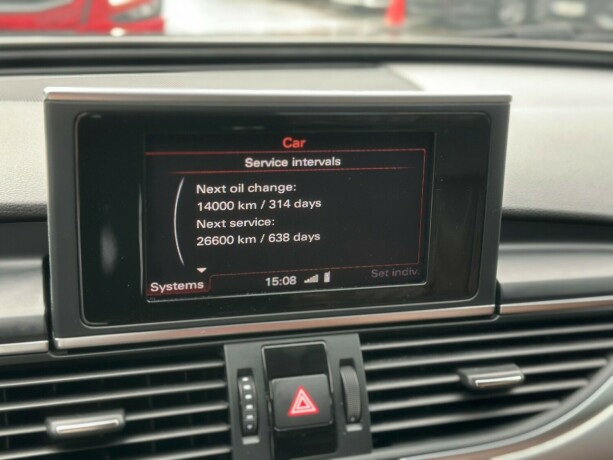 Car
Service intervals
Next oil change:
14000 km / 314 days
Next service:
26600 km / 638 days
Systems
15:08
Set indiv.